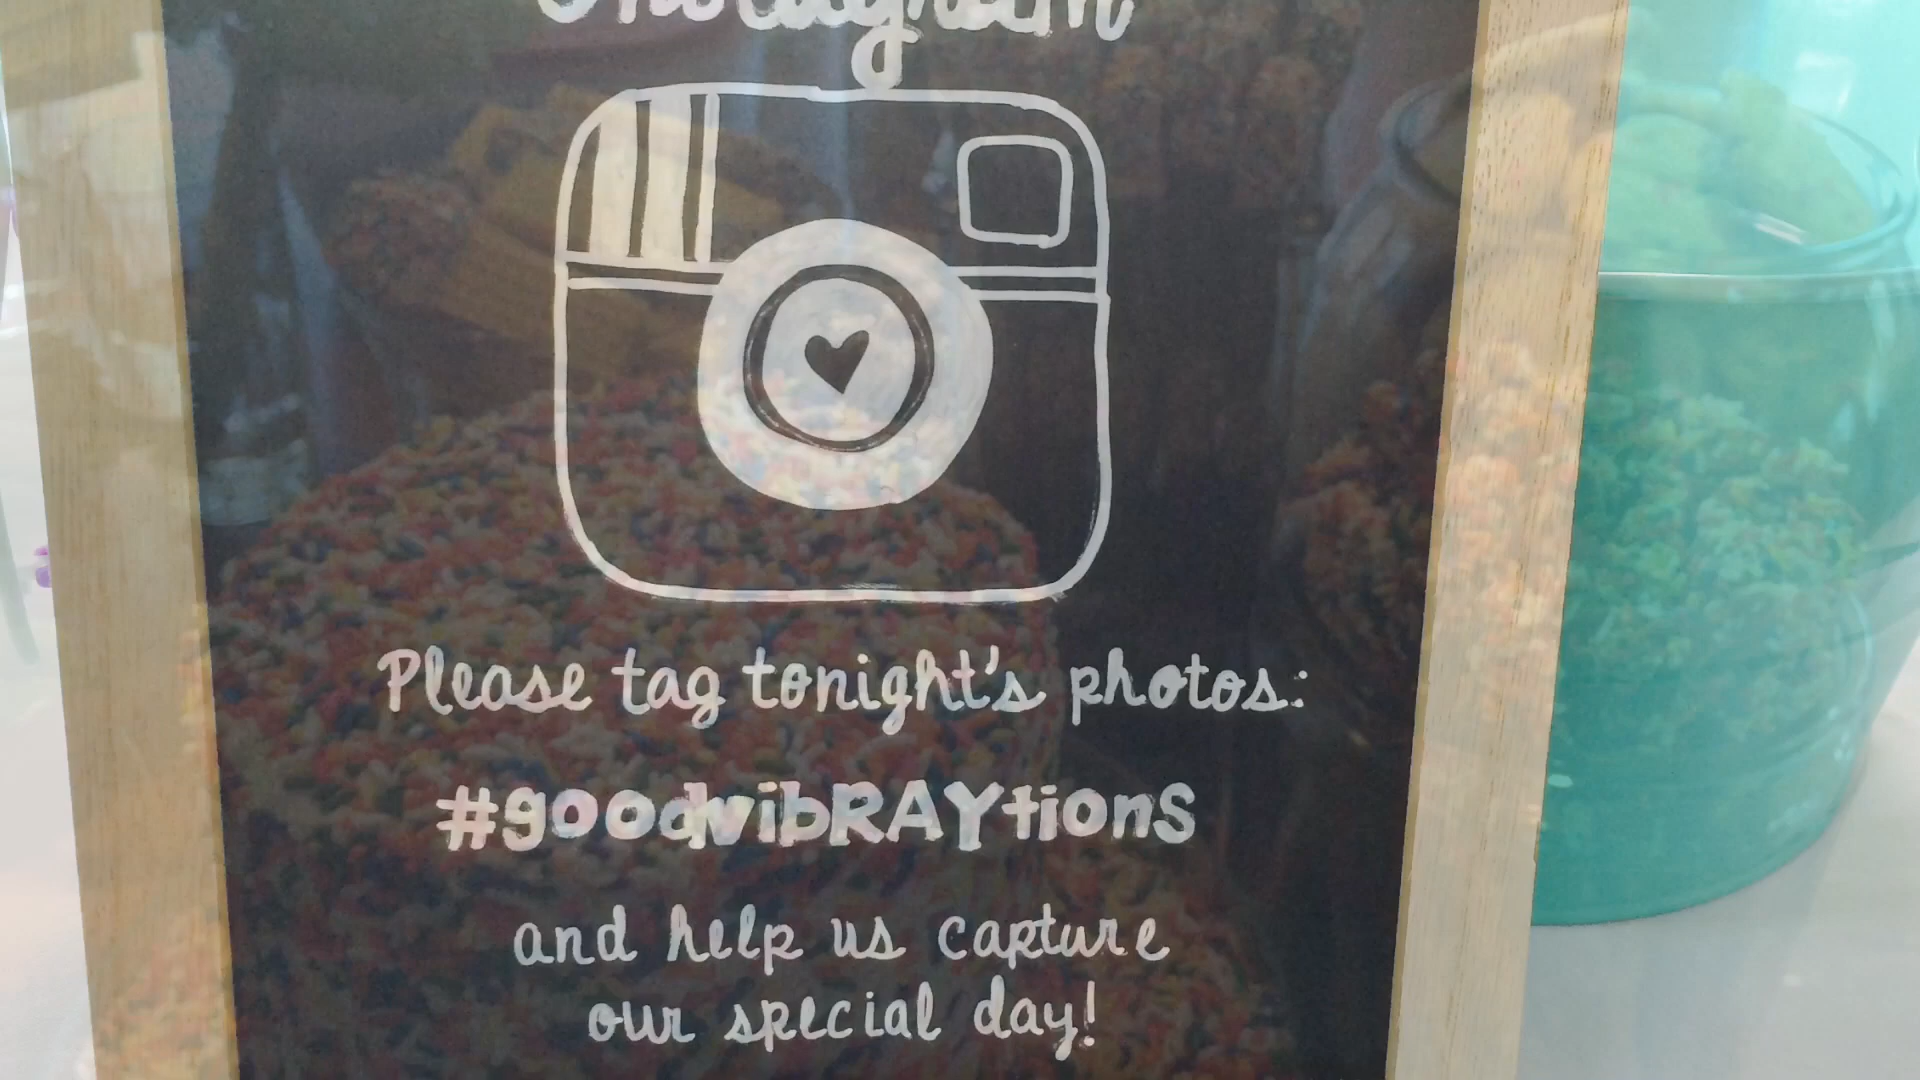 Please tag tonight's photos:
#goodvibRAYtions
and help us capture
our special day!